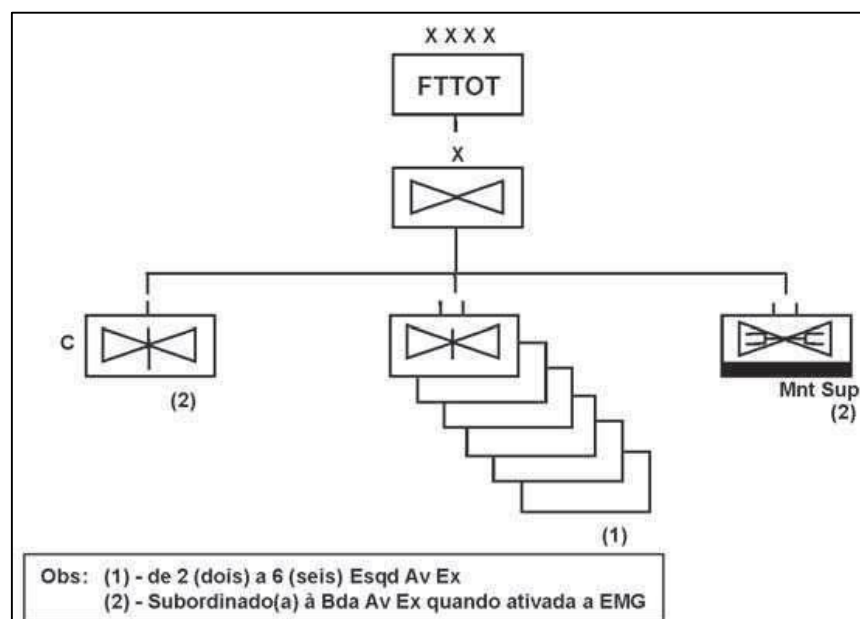 X X X X
FTTOT
X
C
(2)
Mnt Sup
(2)
(1)
Obs: (1) - de 2 (dois) a 6 (seis) Esqd Av Ex
(2) - Subordinado(a) à Bda Av Ex quando ativada a EMG